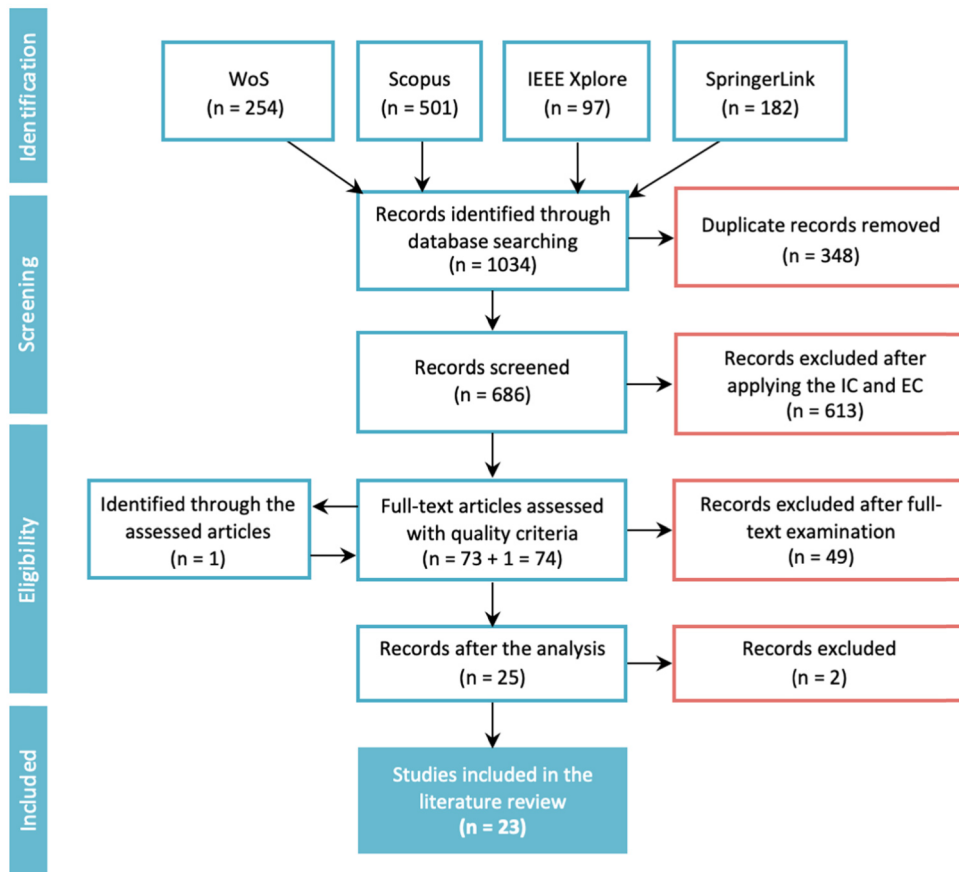 Identification
WoS
(n = 254)
Scopus
(n = 501)
IEEE Xplore
(n = 97)
SpringerLink
(n = 182)
Screening
Records identified through
database searching
(n = 1034)
Duplicate records removed
(n = 348)
Records screened
(n = 686)
Records excluded after
applying the IC and EC
(n = 613)
Eligibility
Identified through the
assessed articles
(n = 1)
Full-text articles assessed
with quality criteria
(n = 73 + 1 = 74)
Records excluded after full-
text examination
(n = 49)
Records after the analysis
(n = 25)
Records excluded
(n = 2)
Included
Studies included in the
literature review
(n = 23)